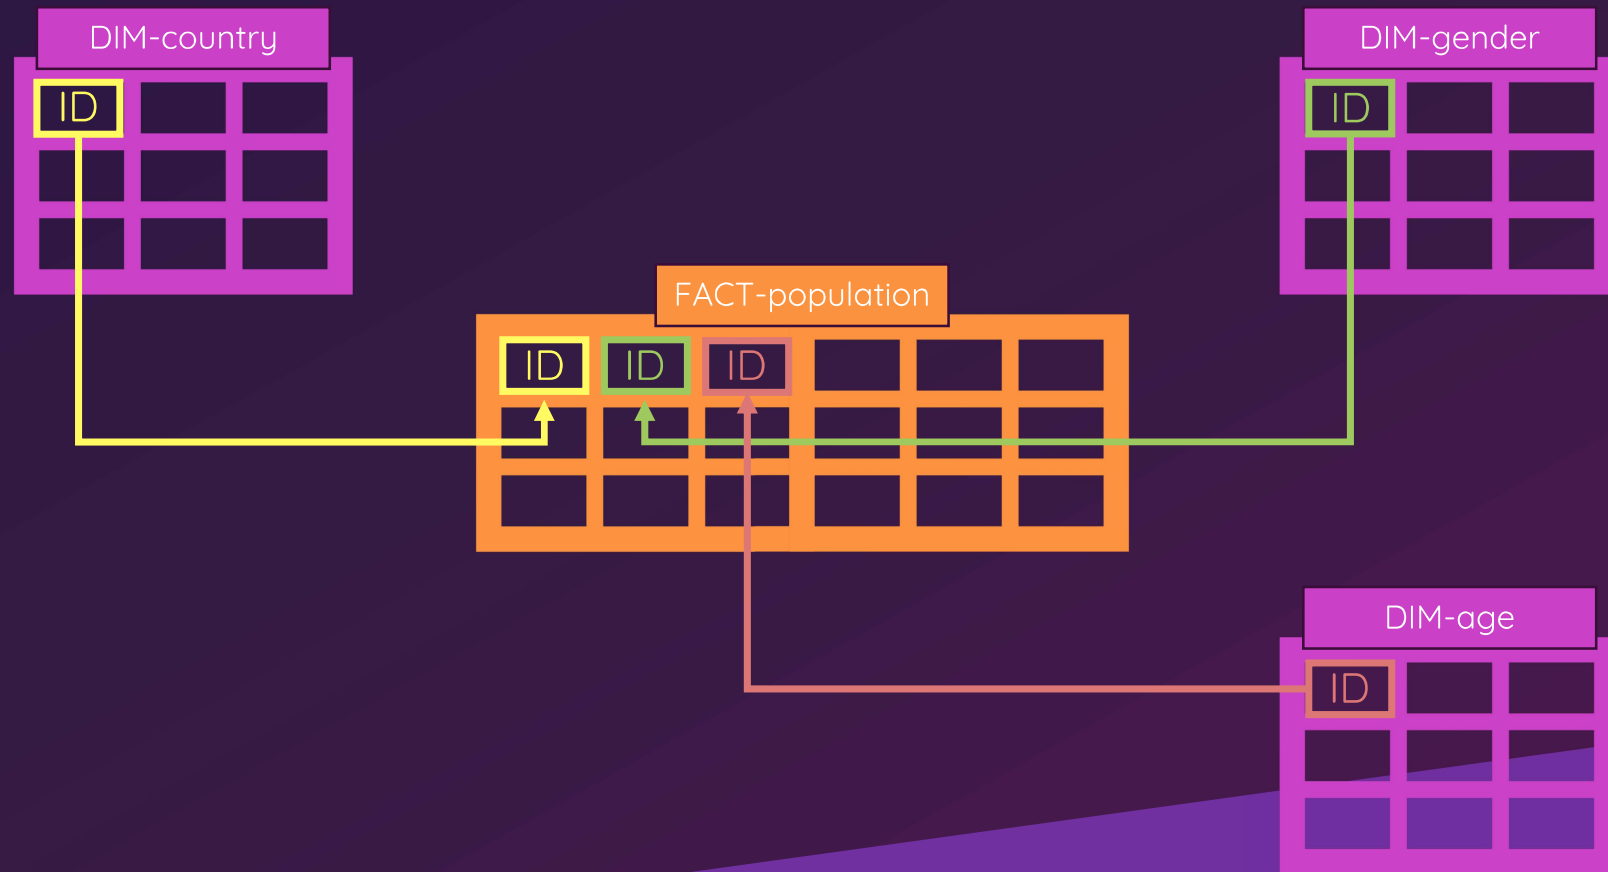 DIM-country
ID
DIM-gender
ID
FACT-population
ID ID ID
DIM-age
ID